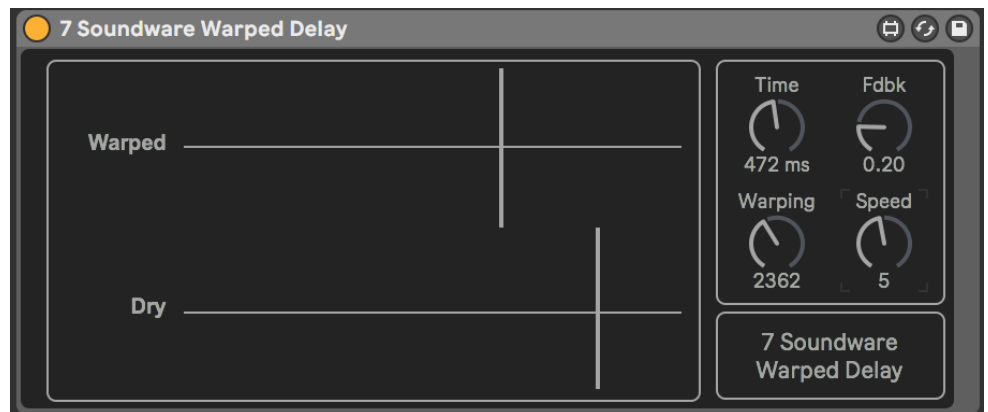 7 Soundware Warped Delay
Warped
Dry
Time Fdbk
472 ms 0.20
Warping Speed
2362 5
7 Soundware
Warped Delay